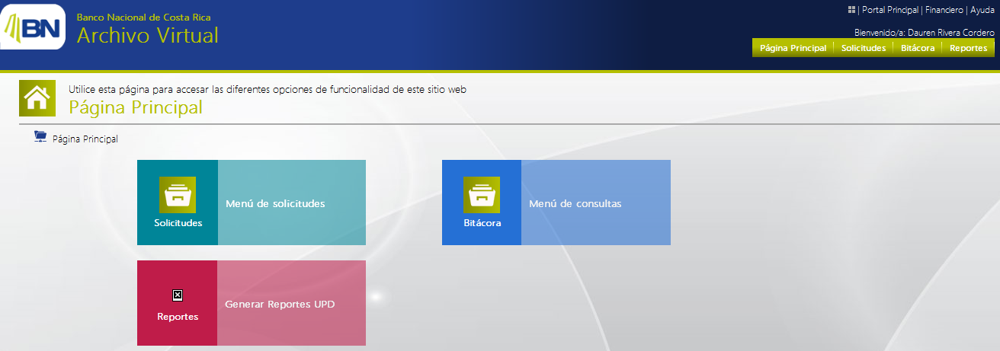 BN
Banco Nacional de Costa Rica
Archivo Virtual
| Portal Principal | Financiero | Ayuda
Bienvenido/a: Dauren Rivera Cordero
Página Principal | Solicitudes | Bitácora | Reportes
Utilice esta página para accesar las diferentes opciones de funcionalidad de este sitio web
Página Principal
Página Principal
Solicitudes
Menú de solicitudes
Bitácora
Menú de consultas
Reportes
Generar Reportes UPD